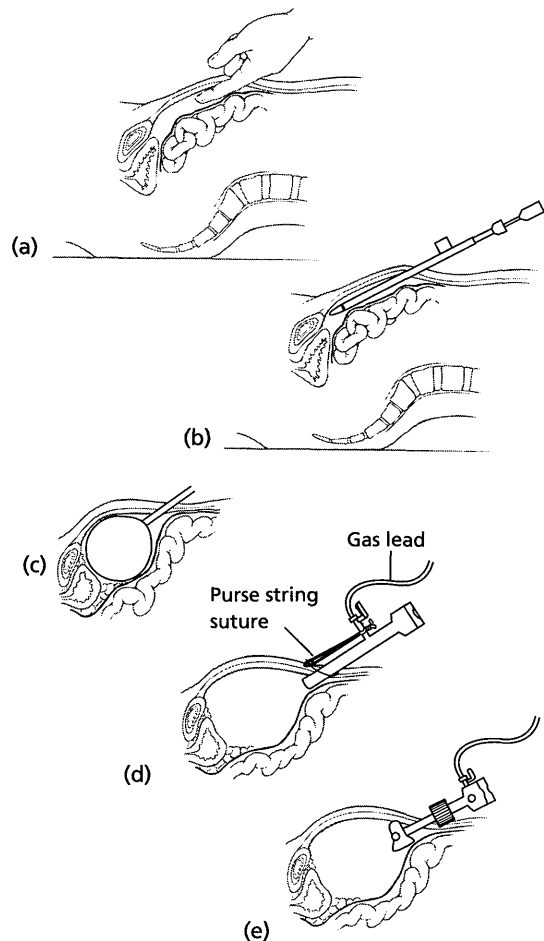 (a)
(b)
(c)
Gas lead
Purse string
suture
(d)
(e)